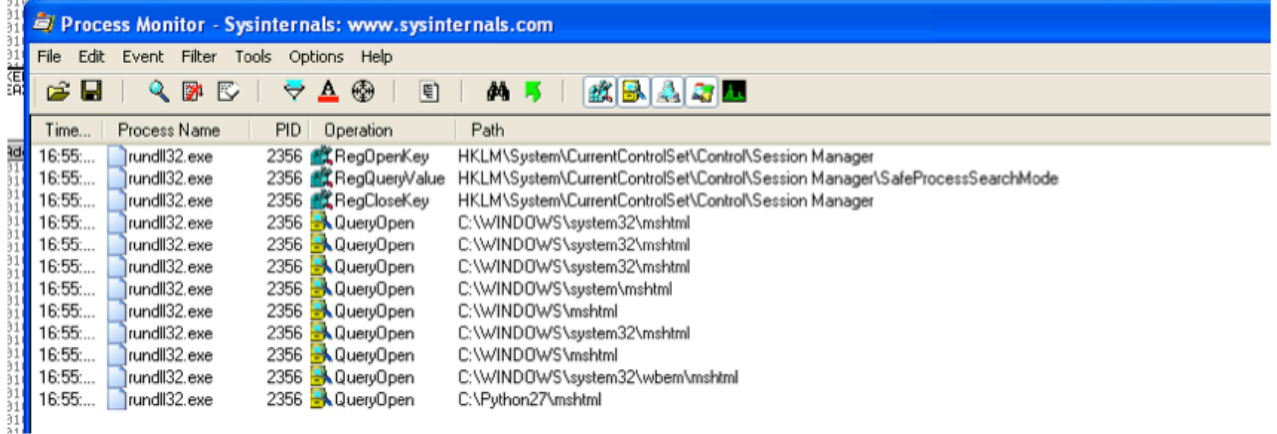 Process Monitor - Sysinternals: www.sysinternals.com
File Edit Event Filter Tools Options Help
Time... Process Name PID Operation Path
16:55:... rundll32.exe 2356 RegOpenKey HKLM\System\CurrentControlSet\Control\Session Manager
16:55:... rundll32.exe 2356 RegQueryValue HKLM\System\CurrentControlSet\Control\Session Manager\SafeProcessSearchMode
16:55:... rundll32.exe 2356 RegCloseKey HKLM\System\CurrentControlSet\Control\Session Manager
16:55:... rundll32.exe 2356 QueryOpen C:\WINDOWS\system32\mshtml
16:55:... rundll32.exe 2356 QueryOpen C:\WINDOWS\system32\mshtml
16:55:... rundll32.exe 2356 QueryOpen C:\WINDOWS\system32\mshtml
16:55:... rundll32.exe 2356 QueryOpen C:\WINDOWS\system\mshtml
16:55:... rundll32.exe 2356 QueryOpen C:\WINDOWS\mshtml
16:55:... rundll32.exe 2356 QueryOpen C:\WINDOWS\system32\mshtml
16:55:... rundll32.exe 2356 QueryOpen C:\WINDOWS\mshtml
16:55:... rundll32.exe 2356 QueryOpen C:\WINDOWS\system32\wbem\mshtml
16:55:... rundll32.exe 2356 QueryOpen C:\Python27\mshtml